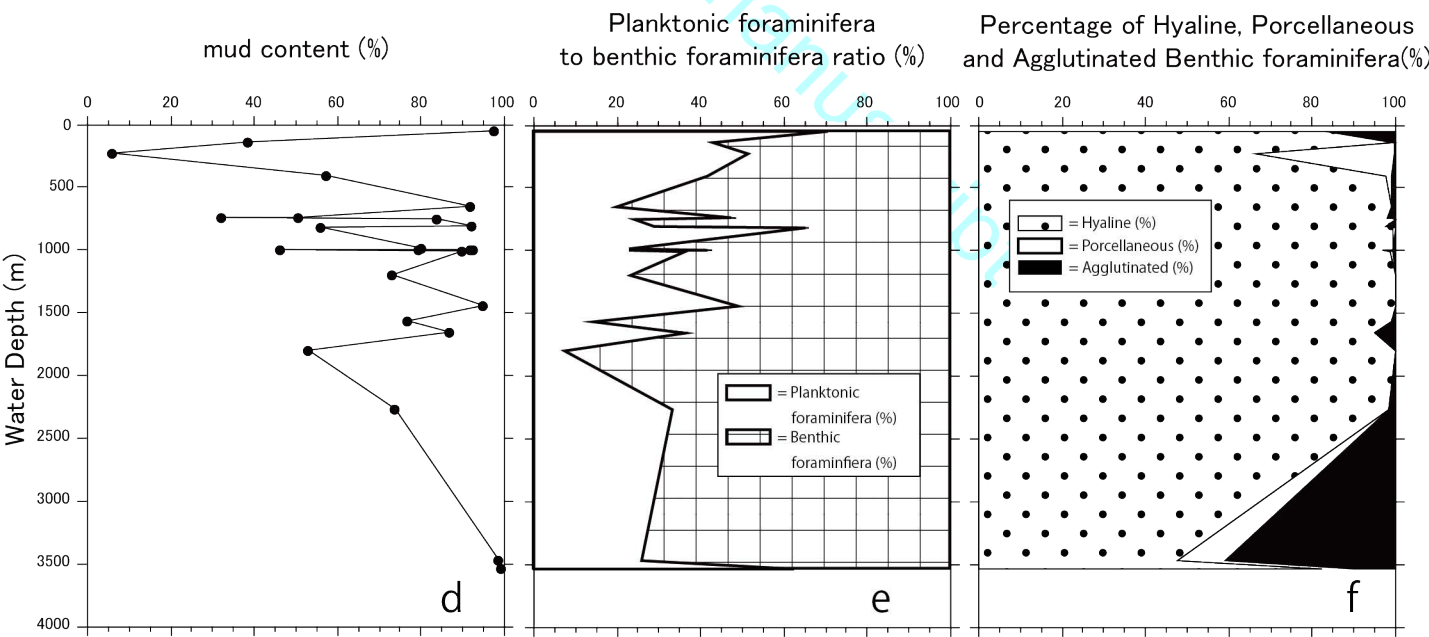 mud content (%)
Planktonic foraminifera
to benthic foraminifera ratio (%)
Percentage of Hyaline, Porcellaneous
and Agglutinated Benthic foraminifera(%)
0 20 40 60 80 100
0 20 40 60 80 100
0 20 40 60 80 100
Water Depth (m)
0
500
1000
1500
2000
2500
3000
3500
4000
d
= Planktonic
foraminifera (%)
= Benthic
foraminfiera (%)
e
= Hyaline (%)
= Porcellaneous (%)
= Agglutinated (%)
f